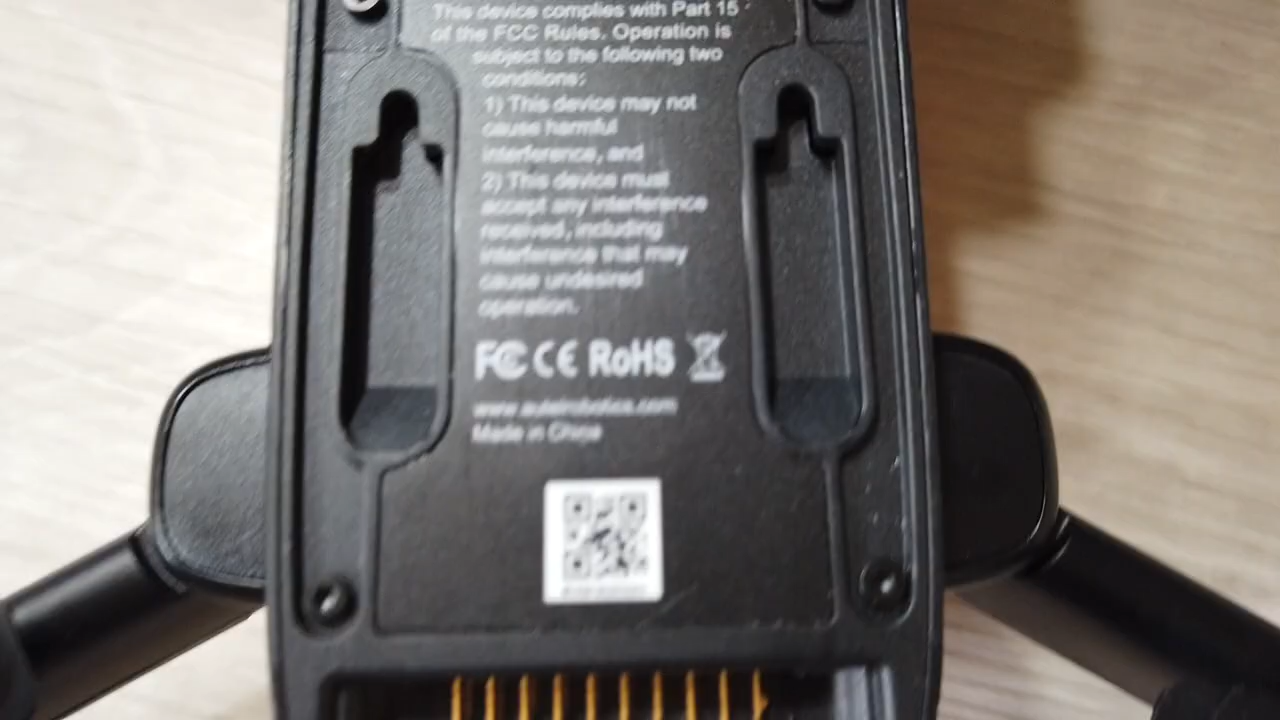 This device complies with Part 15
of the FCC Rules. Operation is
subject to the following two
conditions:
1) This device may not
cause harmful
interference, and
2) This device must
accept any interference
received, including
interference that may
cause undesired
operation.
FC CE RoHS
www.autelrobotics.com
Made in China